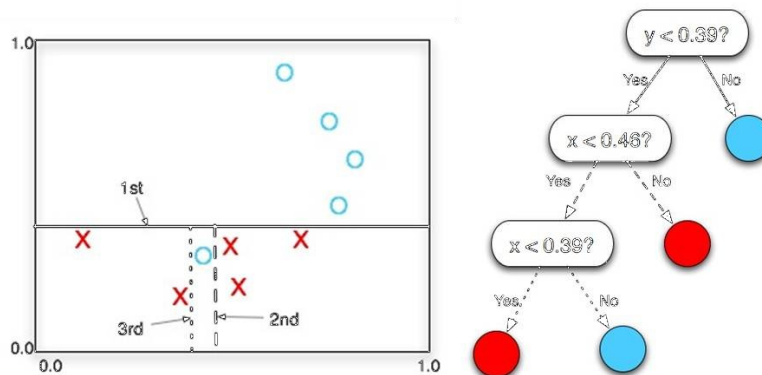 1.0
1st
3rd
2nd
0.0
0.0
1.0
y < 0.39?
Yes
No
x < 0.46?
Yes
No
x < 0.39?
Yes
No